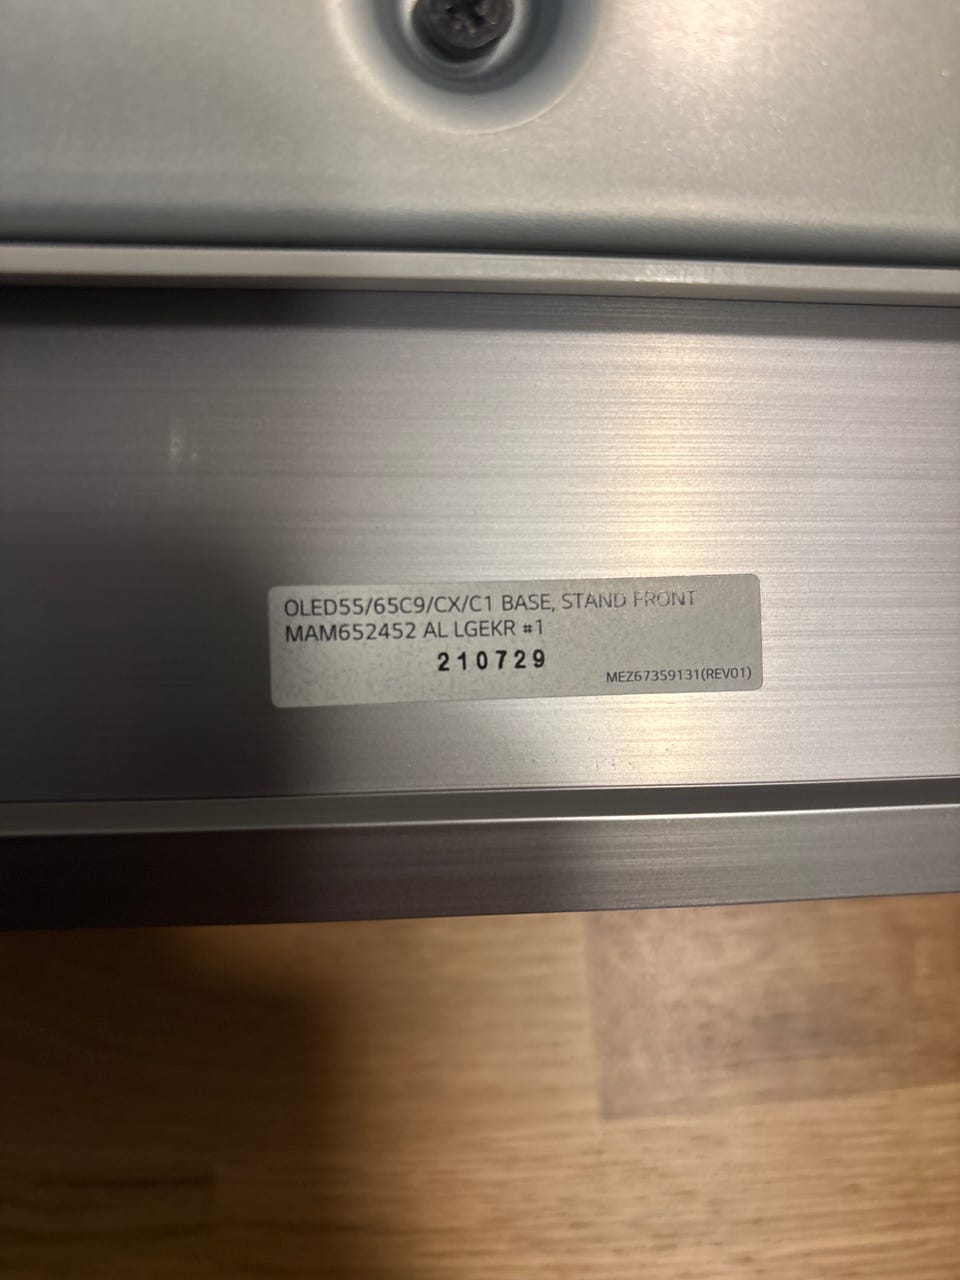 OLED55/65C9/CX/C1 BASE, STAND FRONT
MAM652452 AL LGEKR #1
210729
MEZ67359131(REV01)